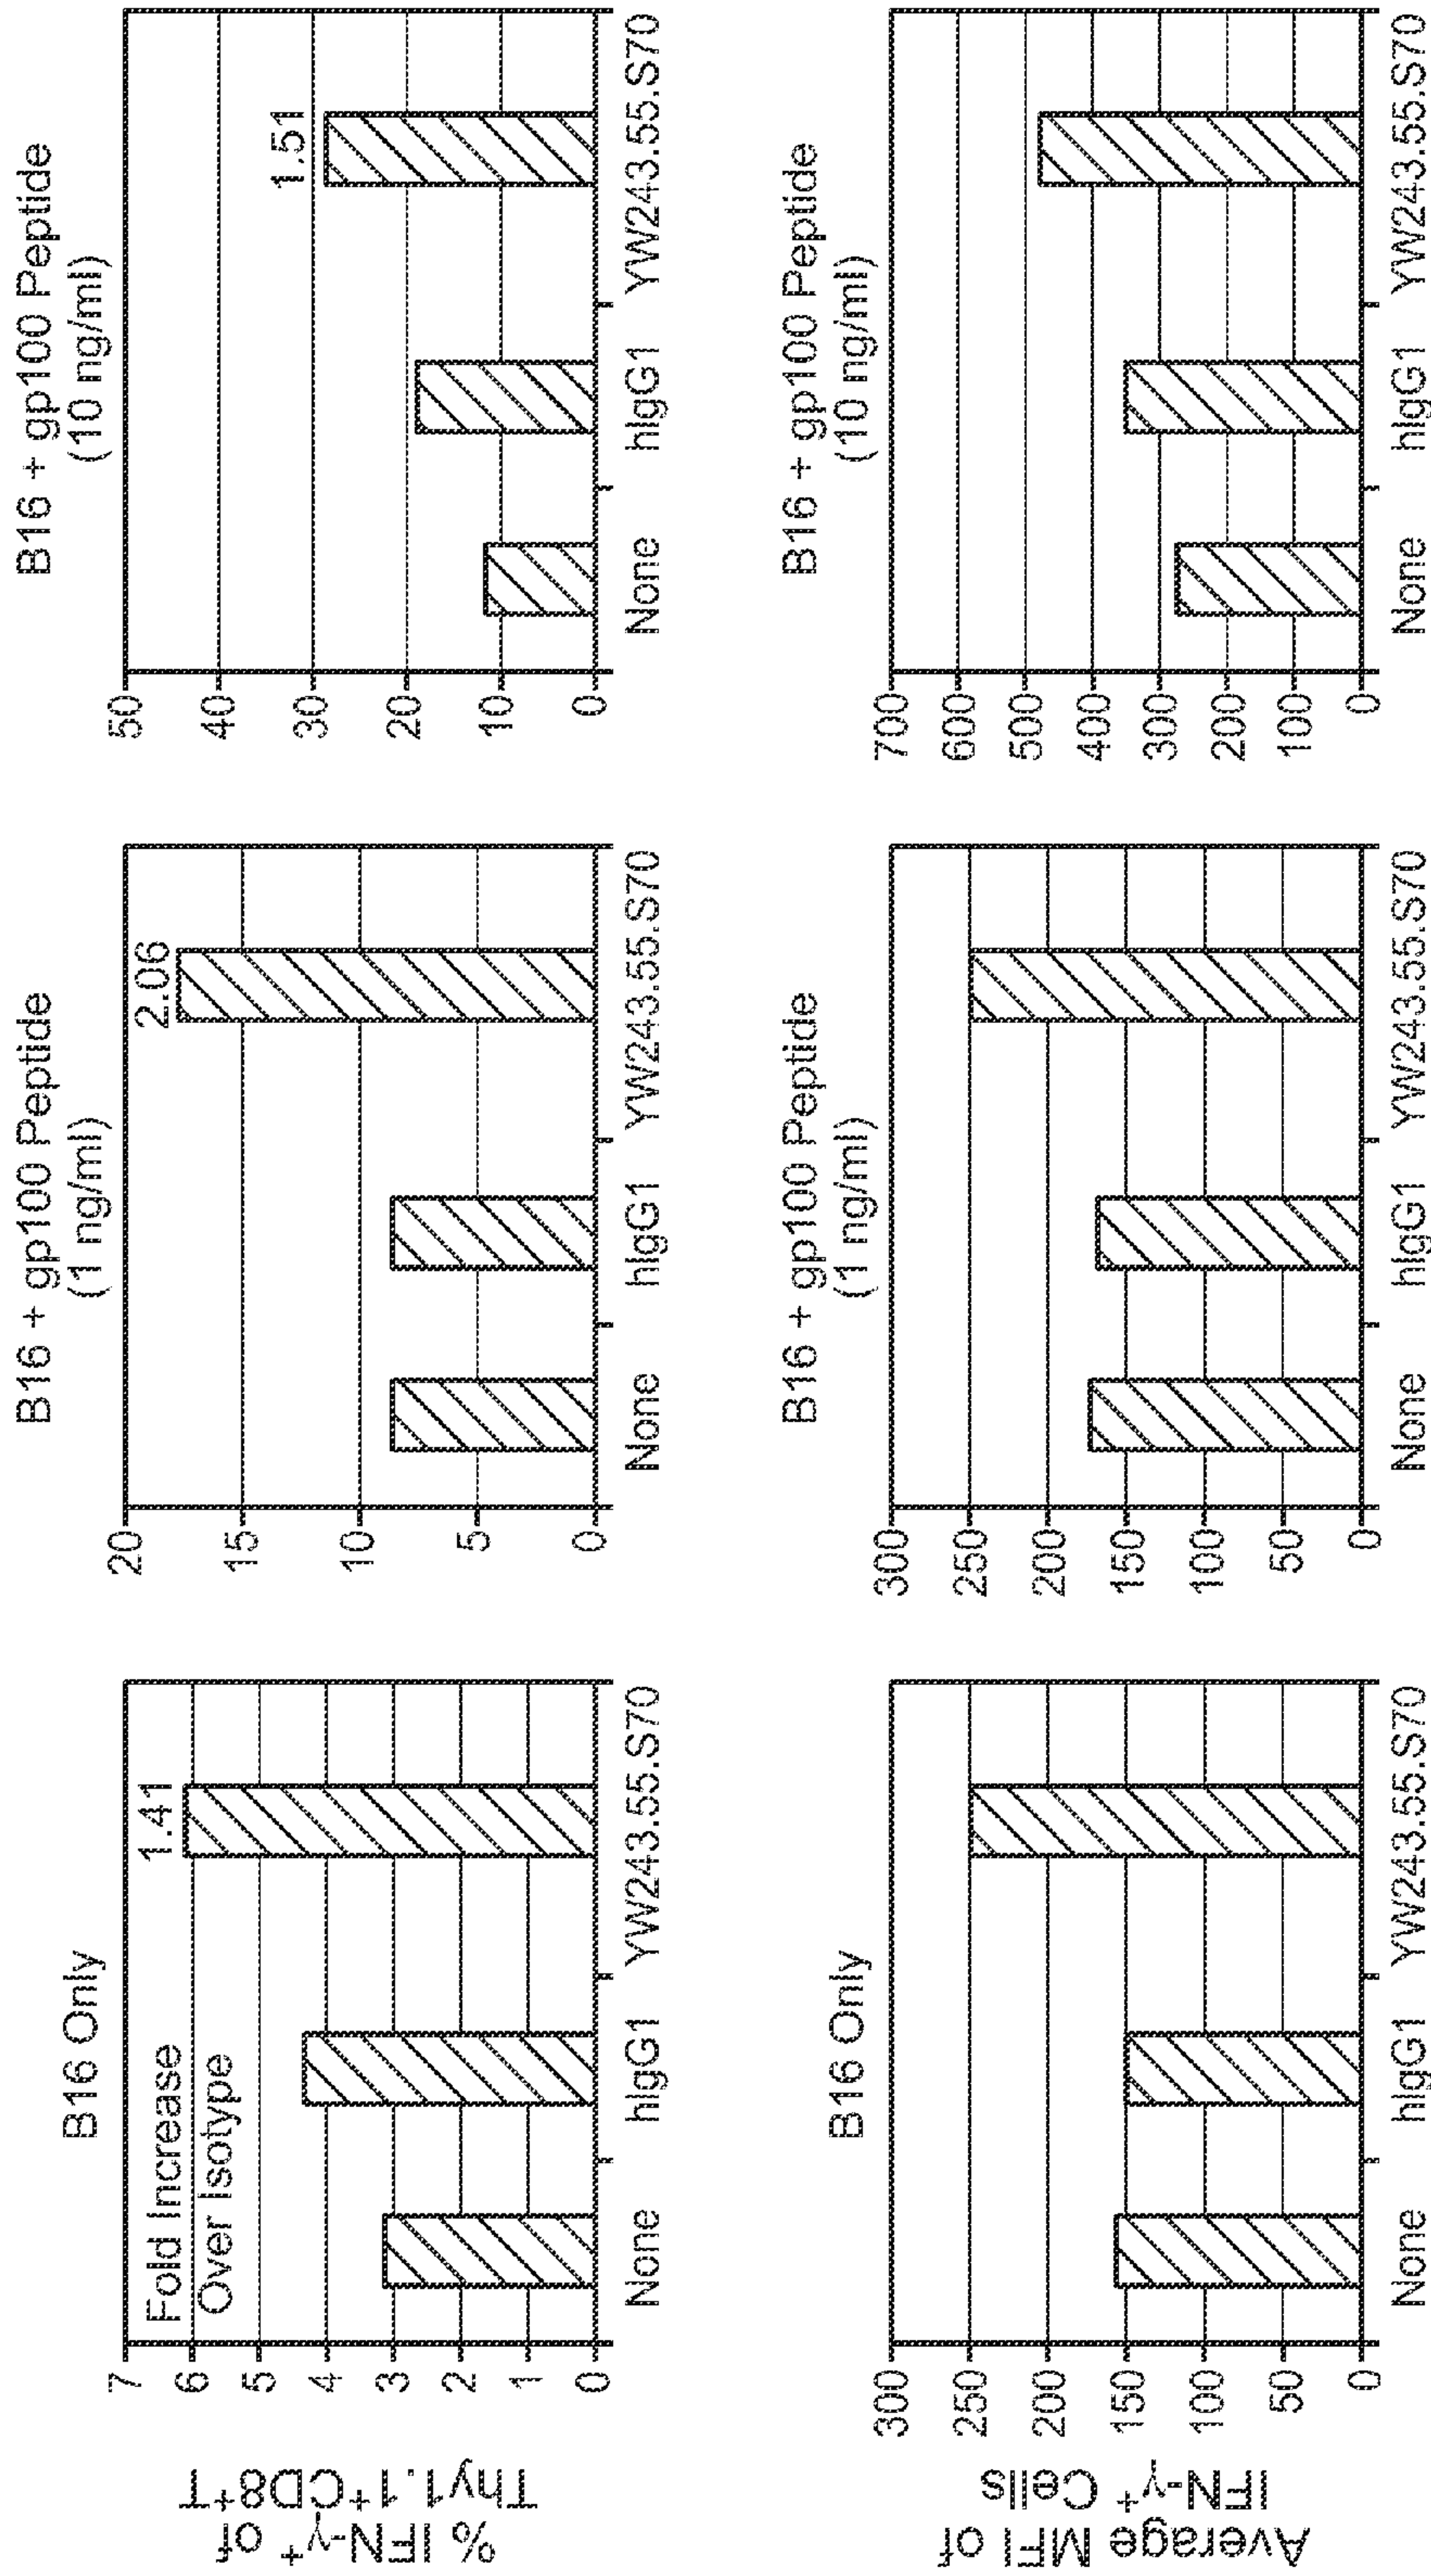 % IFN-γ⁺ of
Thy1.1⁺CD8⁺T
B16 Only
Fold Increase
Over Isotype
7
6
5
4
3
2
1
0
1.41
None
hIgG1
YW243.55.S70
B16 + gp100 Peptide
(1 ng/ml)
20
15
10
5
0
2.06
None
hIgG1
YW243.55.S70
B16 + gp100 Peptide
(10 ng/ml)
50
40
30
20
10
0
1.51
None
hIgG1
YW243.55.S70
Average MFI of
IFN-γ⁺ Cells
B16 Only
300
250
200
150
100
50
0
None
hIgG1
YW243.55.S70
B16 + gp100 Peptide
(1 ng/ml)
300
250
200
150
100
50
0
None
hIgG1
YW243.55.S70
B16 + gp100 Peptide
(10 ng/ml)
700
600
500
400
300
200
100
0
None
hIgG1
YW243.55.S70